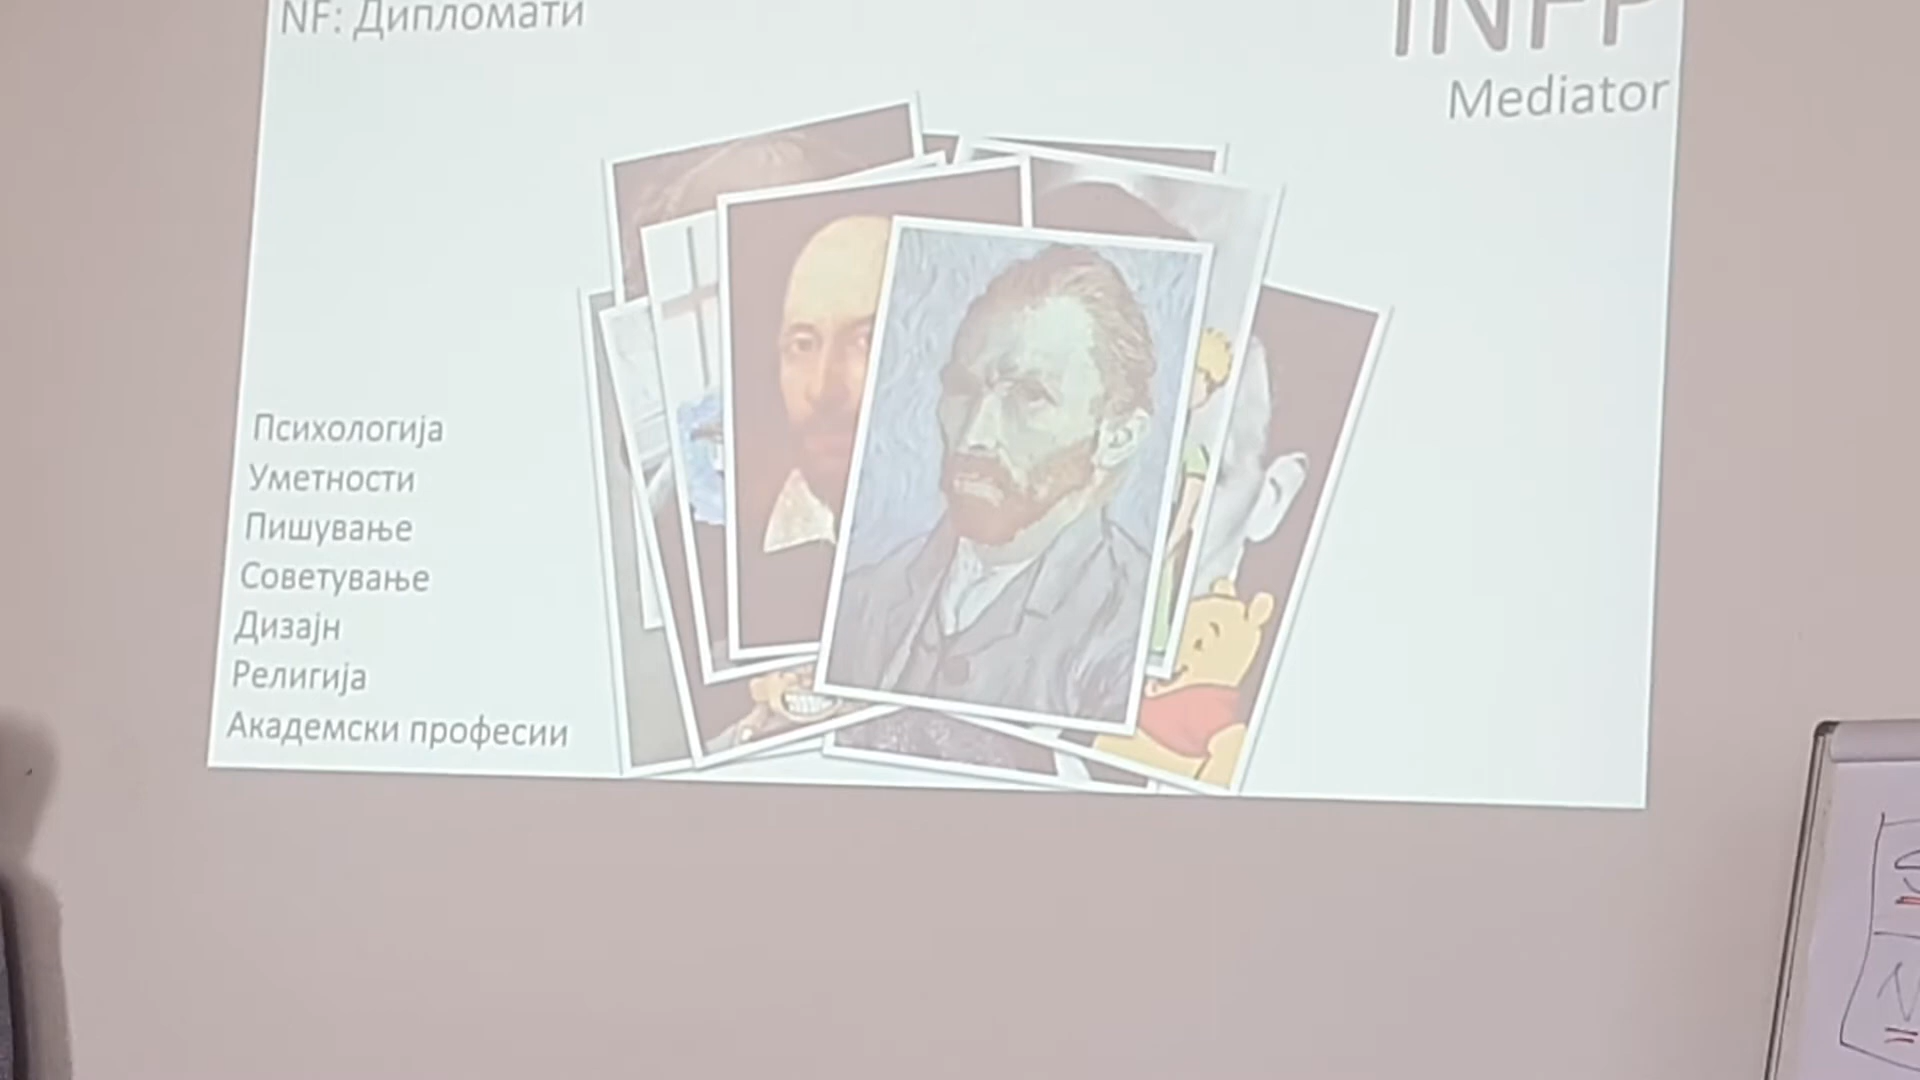 NF: Дипломати
INFP
Mediator
Психологија
Уметности
Пишување
Советување
Дизајн
Религија
Академски професии
S
N